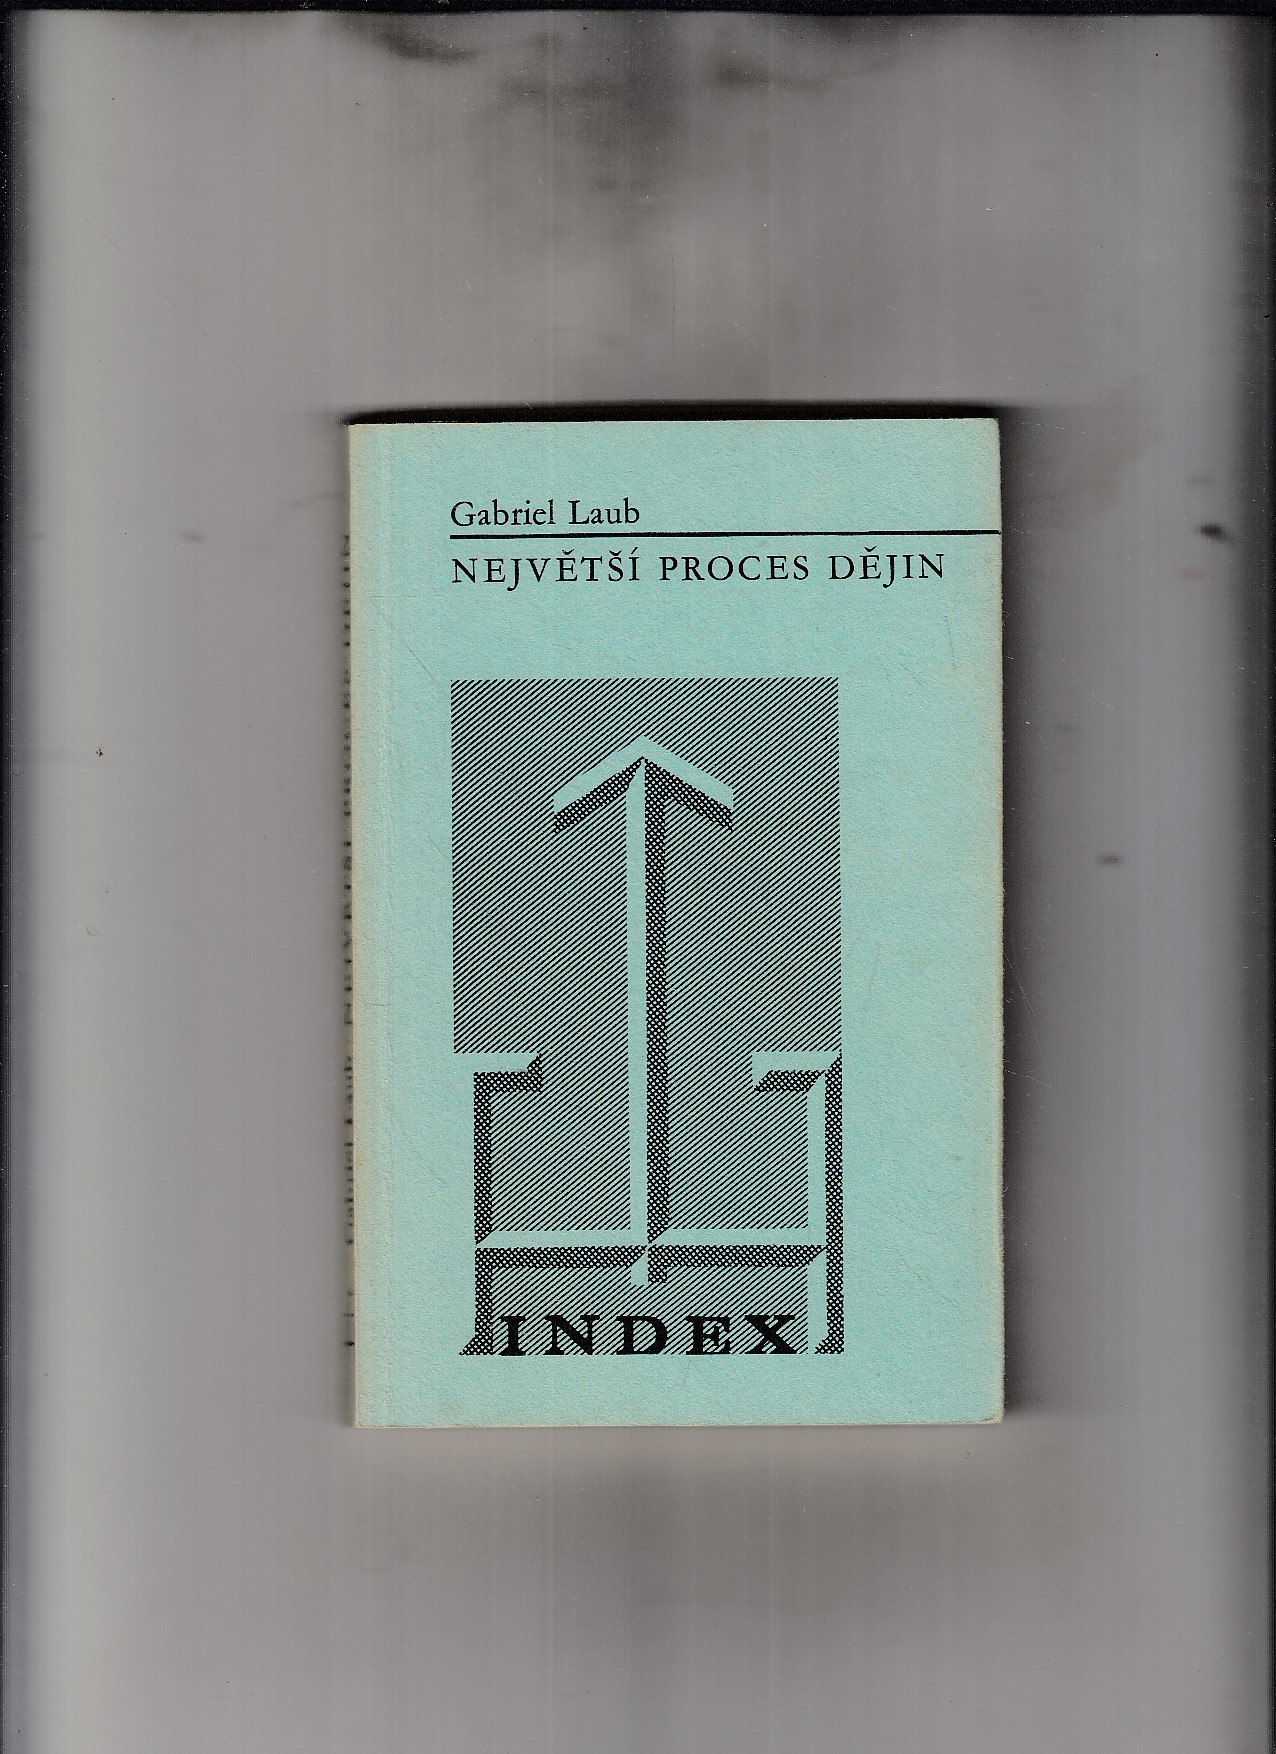 Gabriel Laub
NEJVĚTŠÍ PROCES DĚJIN
INDEX